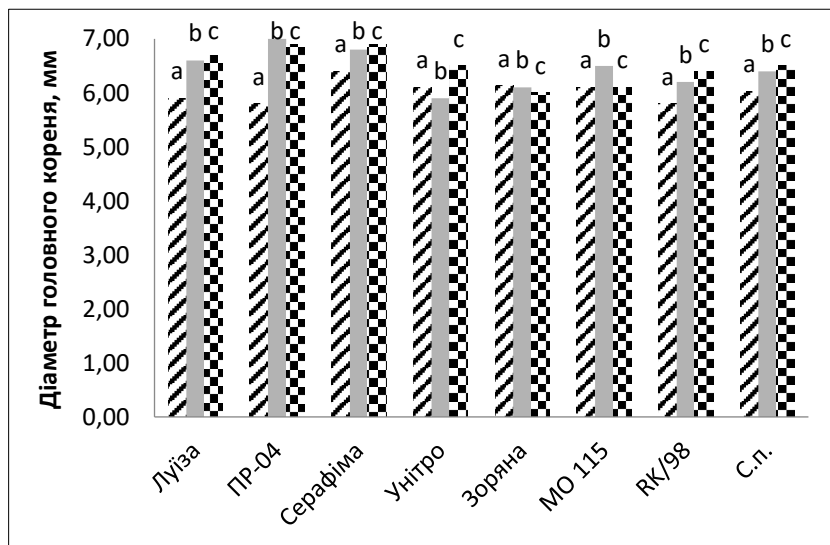 Діаметр головного кореня, мм
7,00
6,00
5,00
4,00
3,00
2,00
1,00
0,00
a b c
a b c
a b c
a b c
a b c
a b c
a b c
a b c
Луїза
ПР-04
Серафіма
Унітро
Зоряна
МО 115
RK/98
С.п.